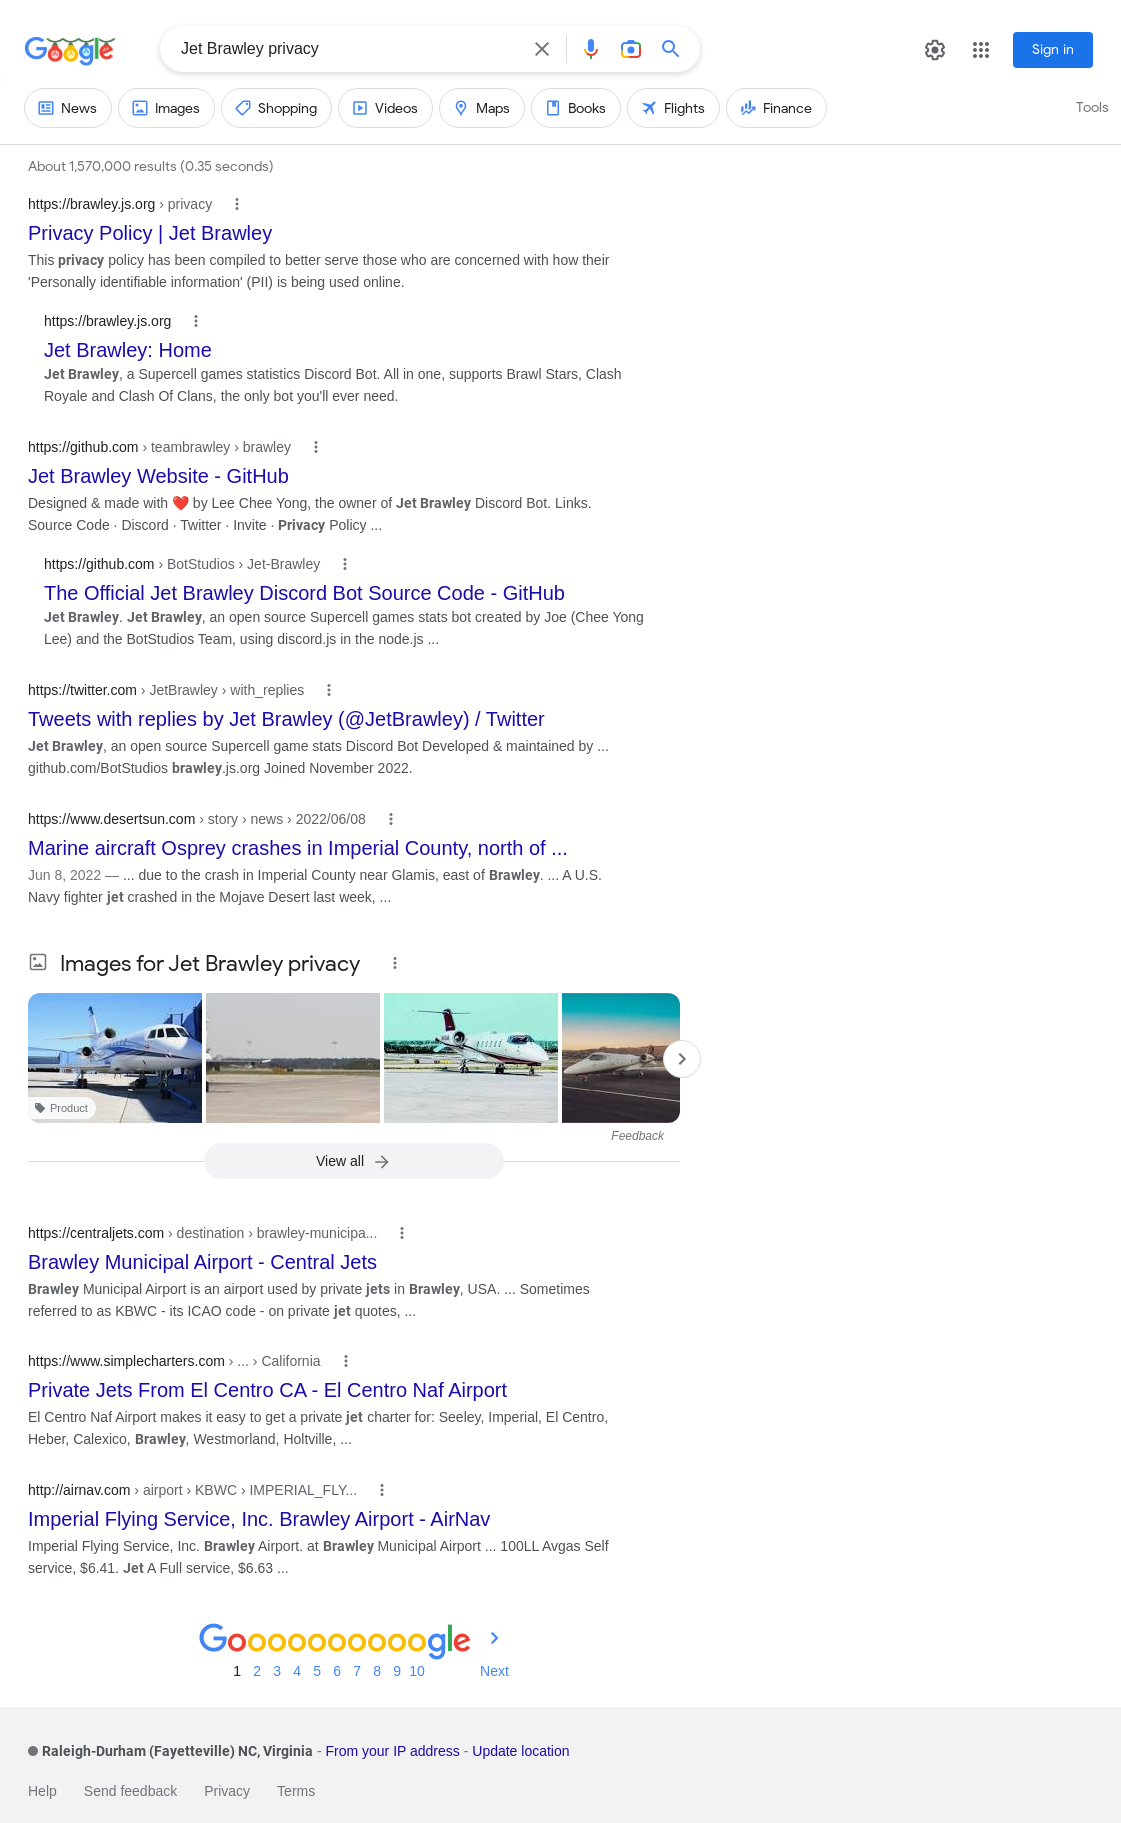 Google
Jet Brawley privacy
Sign in
News
Images
Shopping
Videos
Maps
Books
Flights
Finance
Tools
About 1,570,000 results (0.35 seconds)
https://brawley.js.org › privacy
Privacy Policy | Jet Brawley
This privacy policy has been compiled to better serve those who are concerned with how their
'Personally identifiable information' (PII) is being used online.
https://brawley.js.org
Jet Brawley: Home
Jet Brawley, a Supercell games statistics Discord Bot. All in one, supports Brawl Stars, Clash
Royale and Clash Of Clans, the only bot you'll ever need.
https://github.com › teambrawley › brawley
Jet Brawley Website - GitHub
Designed & made with ❤️ by Lee Chee Yong, the owner of Jet Brawley Discord Bot. Links.
Source Code · Discord · Twitter · Invite · Privacy Policy ...
https://github.com › BotStudios › Jet-Brawley
The Official Jet Brawley Discord Bot Source Code - GitHub
Jet Brawley. Jet Brawley, an open source Supercell games stats bot created by Joe (Chee Yong
Lee) and the BotStudios Team, using discord.js in the node.js ...
https://twitter.com › JetBrawley › with_replies
Tweets with replies by Jet Brawley (@JetBrawley) / Twitter
Jet Brawley, an open source Supercell game stats Discord Bot Developed & maintained by ...
github.com/BotStudios brawley.js.org Joined November 2022.
https://www.desertsun.com › story › news › 2022/06/08
Marine aircraft Osprey crashes in Imperial County, north of ...
Jun 8, 2022 — ... due to the crash in Imperial County near Glamis, east of Brawley. ... A U.S.
Navy fighter jet crashed in the Mojave Desert last week, ...
Images for Jet Brawley privacy
Product
Feedback
View all
https://centraljets.com › destination › brawley-municipa...
Brawley Municipal Airport - Central Jets
Brawley Municipal Airport is an airport used by private jets in Brawley, USA. ... Sometimes
referred to as KBWC - its ICAO code - on private jet quotes, ...
https://www.simplecharters.com › ... › California
Private Jets From El Centro CA - El Centro Naf Airport
El Centro Naf Airport makes it easy to get a private jet charter for: Seeley, Imperial, El Centro,
Heber, Calexico, Brawley, Westmorland, Holtville, ...
http://airnav.com › airport › KBWC › IMPERIAL_FLY...
Imperial Flying Service, Inc. Brawley Airport - AirNav
Imperial Flying Service, Inc. Brawley Airport. at Brawley Municipal Airport ... 100LL Avgas Self
service, $6.41. Jet A Full service, $6.63 ...
Goooooooooogle
1 2 3 4 5 6 7 8 9 10 Next
Raleigh-Durham (Fayetteville) NC, Virginia - From your IP address - Update location
Help Send feedback Privacy Terms